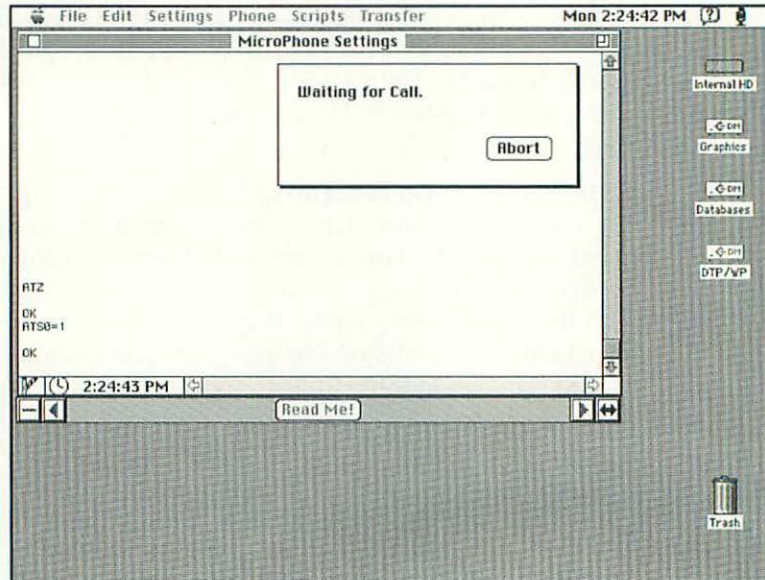 File Edit Settings Phone Scripts Transfer Mon 2:24:42 PM
MicroPhone Settings
Waiting for Call.
Abort
ATZ
OK
ATS0=1
OK
2:24:43 PM
Read Me!
Internal HD
Graphics
Databases
DTP/WP
Trash